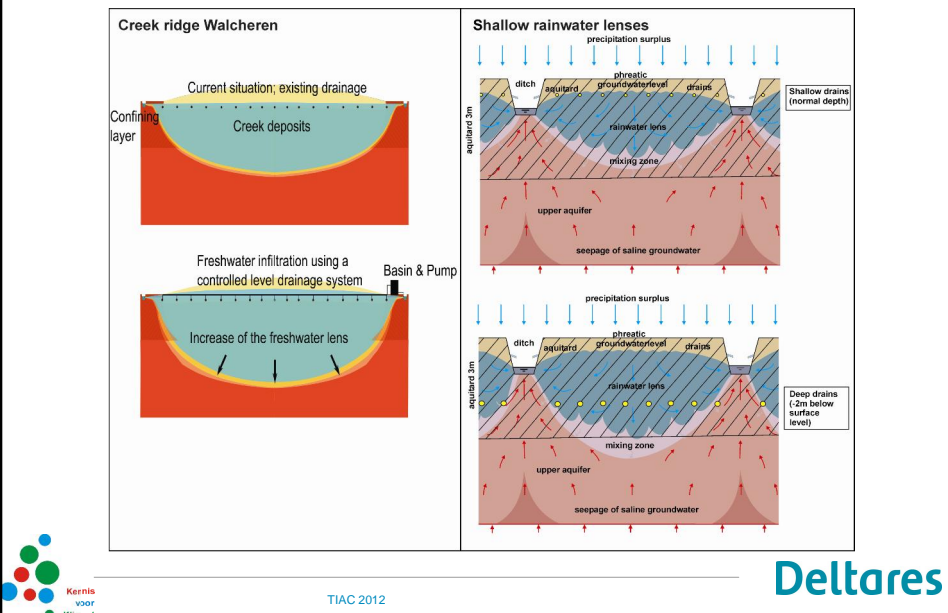 Creek ridge Walcheren
Current situation; existing drainage
Confining
layer
Creek deposits
Freshwater infiltration using a
controlled level drainage system
Basin & Pump
Increase of the freshwater lens
Shallow rainwater lenses
precipitation surplus
ditch
aquitard
phreatic
groundwaterlevel
drains
Shallow drains
(normal depth)
aquitard 3m
rainwater lens
mixing zone
upper aquifer
seepage of saline groundwater
precipitation surplus
ditch
aquitard
phreatic
groundwaterlevel
drains
aquitard 3m
rainwater lens
Deep drains
(-2m below
surface
level)
mixing zone
upper aquifer
seepage of saline groundwater
Kernis
voor
TIAC 2012
Deltares